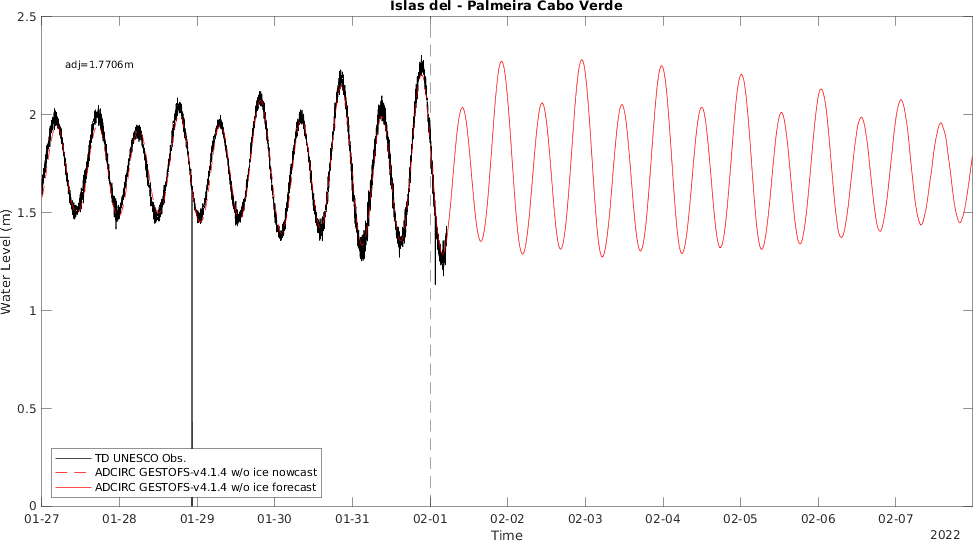 Islas del - Palmeira Cabo Verde
2.5
adj=1.7706m
2
1.5
Water Level (m)
1
0.5
TD UNESCO Obs.
ADCIRC GESTOFS-v4.1.4 w/o ice nowcast
ADCIRC GESTOFS-v4.1.4 w/o ice forecast
0
01-27 01-28 01-29 01-30 01-31 02-01 02-02 02-03 02-04 02-05 02-06 02-07
Time
2022